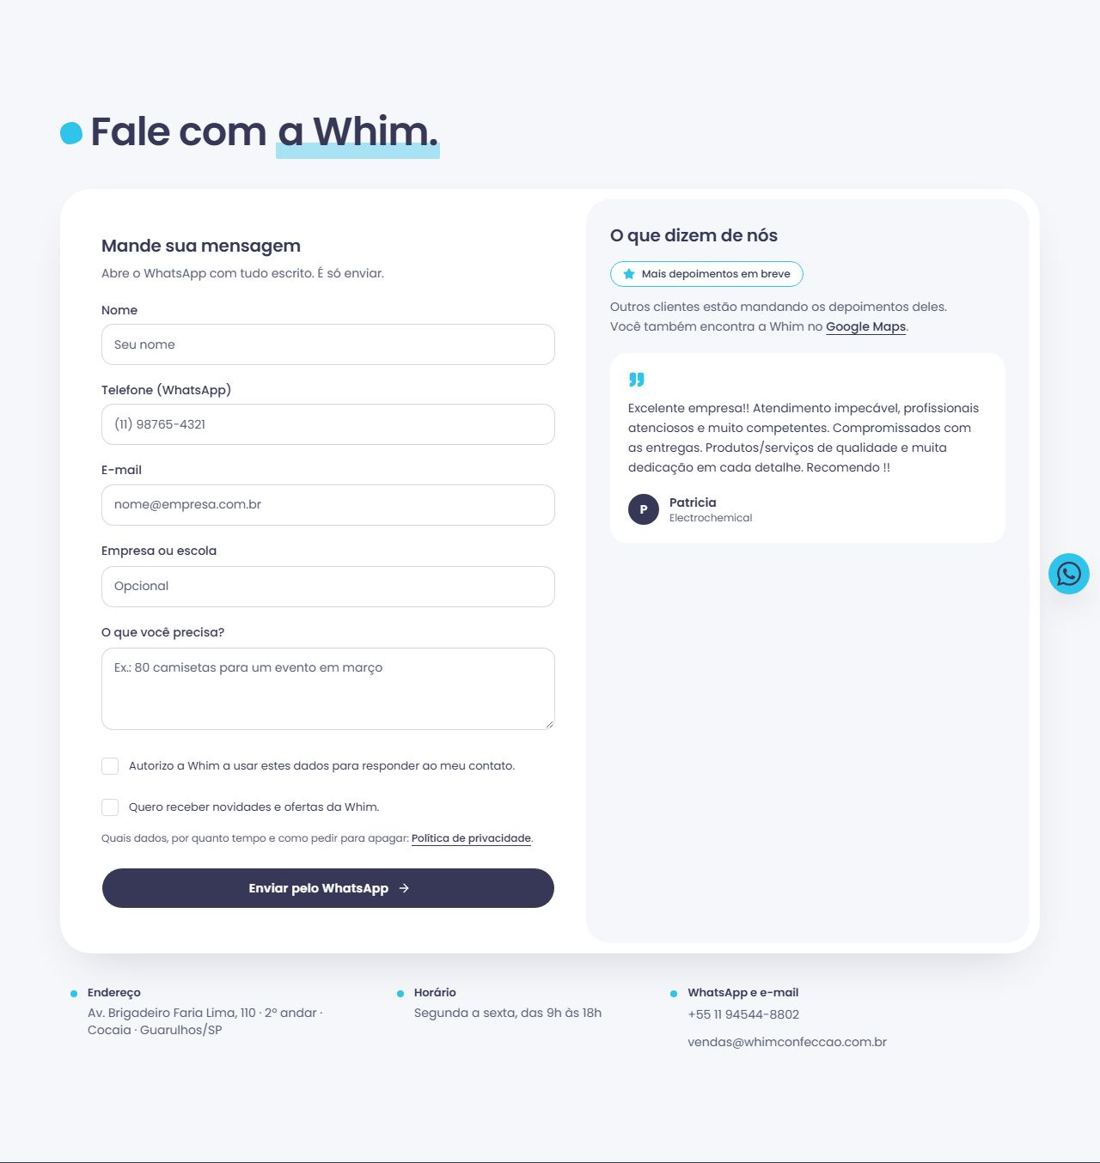 Fale com a Whim.
Mande sua mensagem
Abre o WhatsApp com tudo escrito. É só enviar.
Nome
Seu nome
Telefone (WhatsApp)
(11) 98765-4321
E-mail
nome@empresa.com.br
Empresa ou escola
Opcional
O que você precisa?
Ex.: 80 camisetas para um evento em março
Autorizo a Whim a usar estes dados para responder ao meu contato.
Quero receber novidades e ofertas da Whim.
Quais dados, por quanto tempo e como pedir para apagar: Política de privacidade.
Enviar pelo WhatsApp →
O que dizem de nós
Mais depoimentos em breve
Outros clientes estão mandando os depoimentos deles.
Você também encontra a Whim no Google Maps.
Excelente empresa!! Atendimento impecável, profissionais
atenciosos e muito competentes. Compromissados com
as entregas. Produtos/serviços de qualidade e muita
dedicação em cada detalhe. Recomendo !!
P
Patricia
Electrochemical
Endereço
Av. Brigadeiro Faria Lima, 110 · 2º andar ·
Cocaia · Guarulhos/SP
Horário
Segunda a sexta, das 9h às 18h
WhatsApp e e-mail
+55 11 94544-8802
vendas@whimconfeccao.com.br